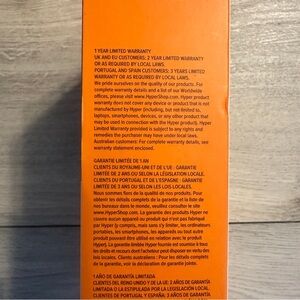 1 YEAR LIMITED WARRANTY
UK AND EU CUSTOMERS: 2 YEAR LIMITED WARRANTY
OR AS REQUIRED BY LOCAL LAWS.
PORTUGAL AND SPAIN CUSTOMERS: 3 YEARS LIMITED
WARRANTY OR AS REQUIRED BY LOCAL LAWS.
We pride ourselves on the quality of our products. For
complete warranty details and a list of our Worldwide
offices, please visit www.HyperShop.com. Hyper product
warranty does not cover any device or product that is not
manufactured by Hyper (including, but not limited to,
laptops, smartphones, devices, or any other product that
may be used in connection with the Hyper product). Hyper
Limited Warranty provided is subject to any rights and
remedies the purchaser may have under local laws.
Australian customers: For complete warranty details, see
warranty statement enclosed.
GARANTIE LIMITÉE DE 1 AN
CLIENTS DU ROYAUME-UNI ET DE L'UE : GARANTIE
LIMITÉE DE 2 ANS OU SELON LA LÉGISLATION LOCALE.
CLIENTS DU PORTUGAL ET DE L'ESPAGNE : GARANTIE
LIMITÉE DE 3 ANS OU SELON LES LOIS LOCALES.
Nous sommes fiers de la qualité de nos produits. Pour
obtenir les détails complets de la garantie et la liste
de nos bureaux dans le monde, veuillez consulter le site
www.HyperShop.com. La garantie des produits Hyper ne
couvre aucun appareil ou produit qui n'est pas fabriqué
par Hyper (y compris, mais sans s'y limiter, les ordinateurs
portables, les smartphones, les appareils ou tout autre
produit pouvant être utilisé en relation avec le produit
Hyper). La garantie limitée Hyper fournie est soumise à tous
les droits et recours dont l'acheteur peut disposer en vertu des
lois locales. Clients australiens : Pour les détails complets de
la garantie, voir la déclaration de garantie jointe.
1 AÑO DE GARANTÍA LIMITADA
CLIENTES DEL REINO UNIDO Y DE LA UE: 2 AÑOS DE GARANTÍA
LIMITADA O LA ESTIPULADA POR LA LEGISLACIÓN LOCAL
CLIENTES DE PORTUGAL Y ESPAÑA: 3 AÑOS DE GARANTÍA